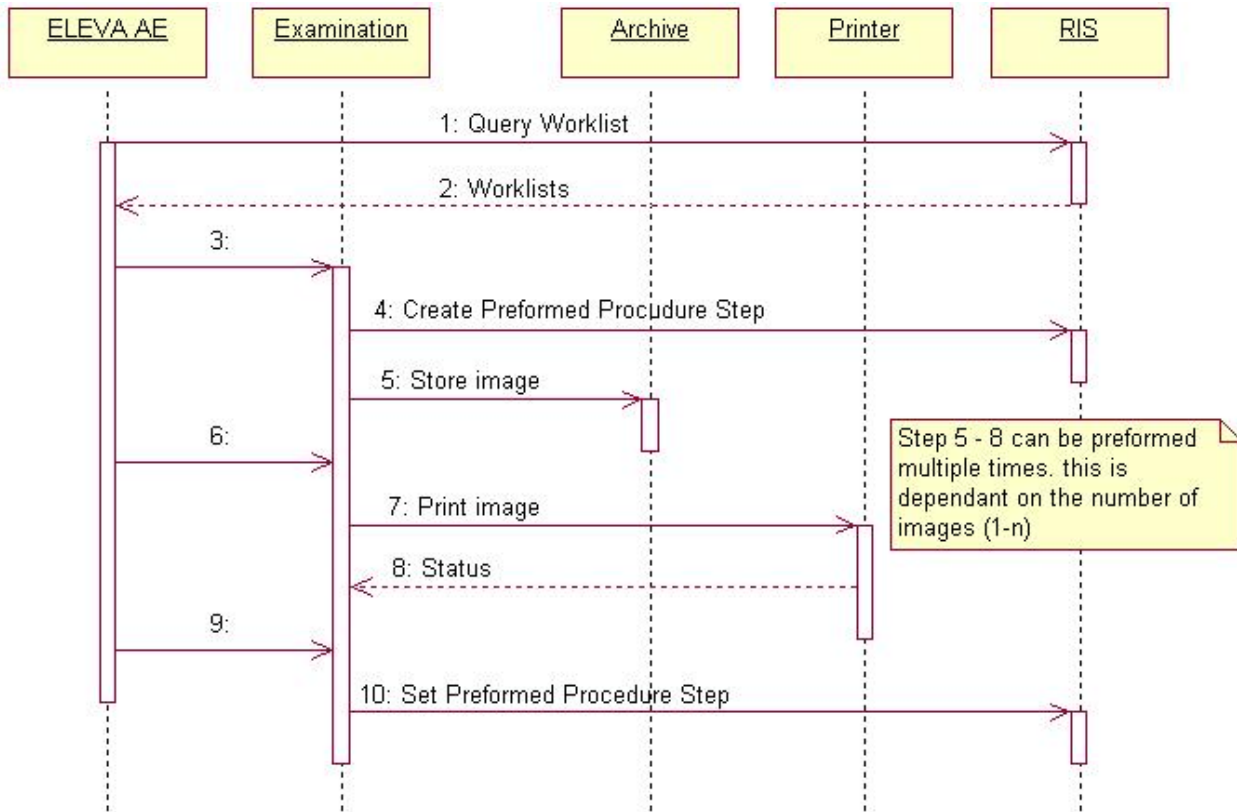 ELEVA AE
Examination
Archive
Printer
RIS
1: Query Worklist
2: Worklists
3:
4: Create Preformed Procudure Step
5: Store image
6:
Step 5 - 8 can be preformed
multiple times. this is
dependant on the number of
images (1-n)
7: Print image
8: Status
9:
10: Set Preformed Procedure Step